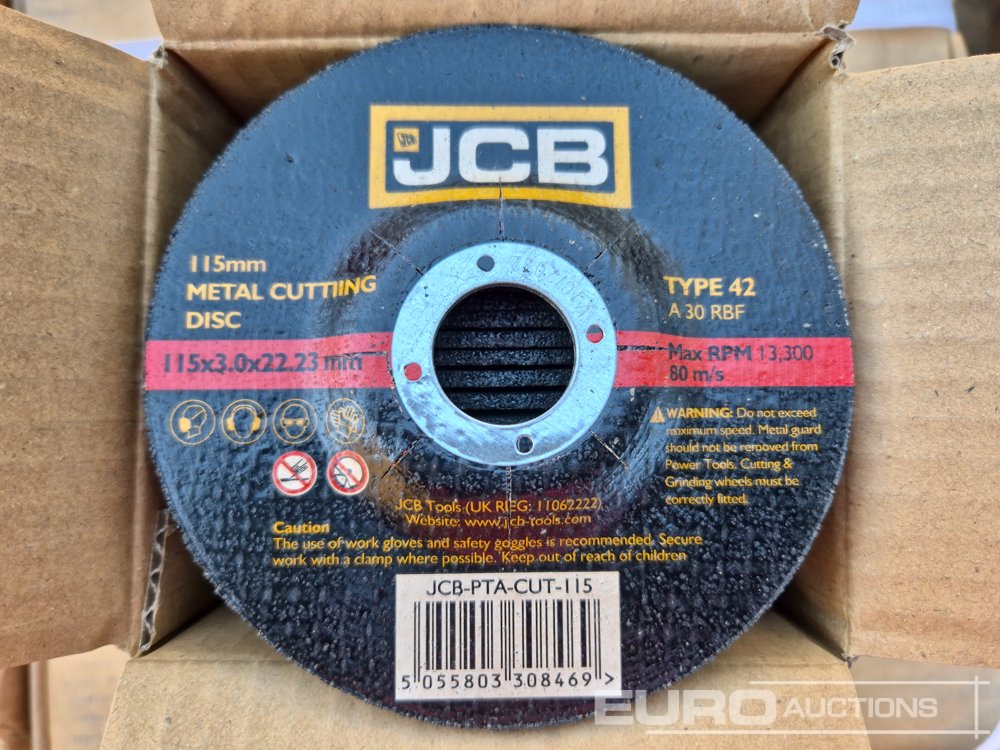 JCB
115mm
METAL CUTTIING
DISC
115x3.0x22.23 mm
TYPE 42
A 30 RBF
Max RPM 13,300
80 m/s
WARNING: Do not exceed
maximum speed. Metal guard
should not be removed from
Power Tools. Cutting &
Grinding wheels must be
correctly fitted.
JCB Tools (UK REG: 11062222)
Website: www.jcb-tools.com
Caution
The use of work gloves and safety goggles is recommended. Secure
work with a clamp where possible. Keep out of reach of children
JCB-PTA-CUT-115
5 055803 308469 >
EURO AUCTIONS